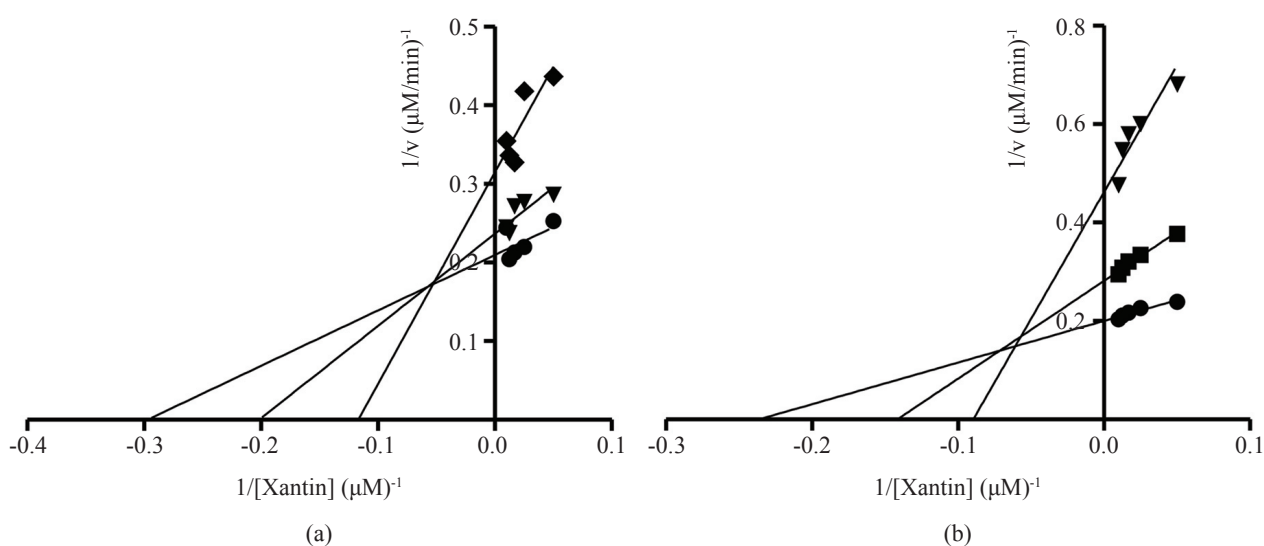 0.5
0.4
0.3
0.2
0.1
1/v (μM/min)⁻¹
-0.4 -0.3 -0.2 -0.1 0.0 0.1
1/[Xantin] (μM)⁻¹
(a)
0.8
0.6
0.4
0.2
1/v (μM/min)⁻¹
-0.3 -0.2 -0.1 0.0 0.1
1/[Xantin] (μM)⁻¹
(b)